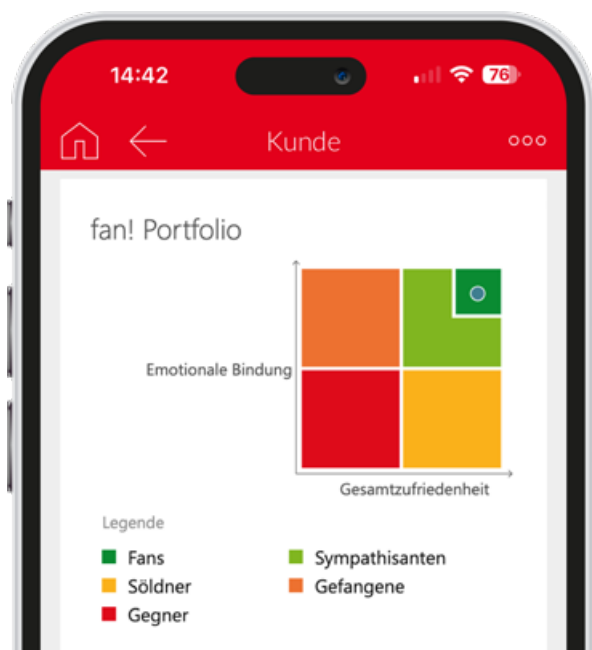 14:42
76
Kunde
fan! Portfolio
Emotionale Bindung
Gesamtzufriedenheit
Legende
Fans
Sympathisanten
Söldner
Gefangene
Gegner